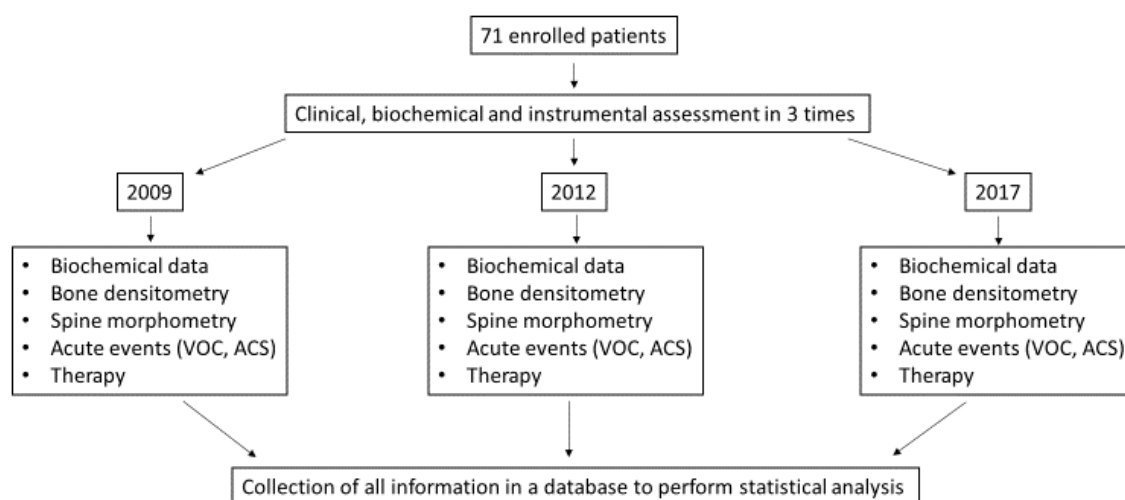 71 enrolled patients
Clinical, biochemical and instrumental assessment in 3 times
2009
2012
2017
• Biochemical data
• Bone densitometry
• Spine morphometry
• Acute events (VOC, ACS)
• Therapy
• Biochemical data
• Bone densitometry
• Spine morphometry
• Acute events (VOC, ACS)
• Therapy
• Biochemical data
• Bone densitometry
• Spine morphometry
• Acute events (VOC, ACS)
• Therapy
Collection of all information in a database to perform statistical analysis